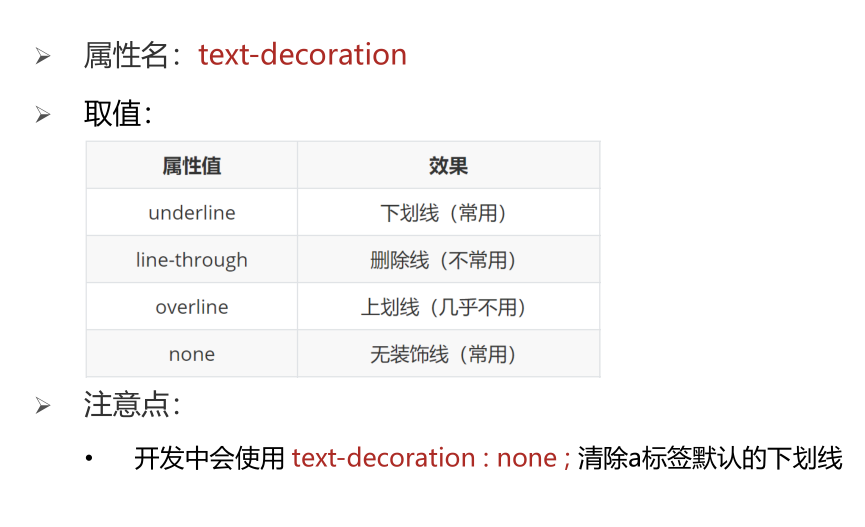 属性名：text-decoration
取值：
属性值 效果
underline 下划线（常用）
line-through 删除线（不常用）
overline 上划线（几乎不用）
none 无装饰线（常用）
注意点：
开发中会使用 text-decoration : none ; 清除a标签默认的下划线